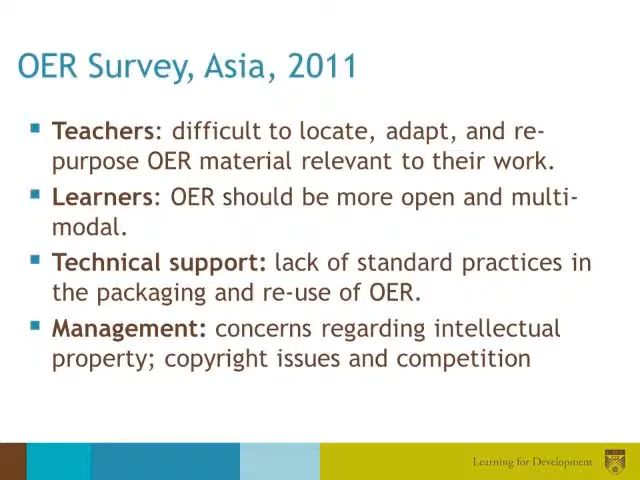 OER Survey, Asia, 2011
Teachers: difficult to locate, adapt, and re-
purpose OER material relevant to their work.
Learners: OER should be more open and multi-
modal.
Technical support: lack of standard practices in
the packaging and re-use of OER.
Management: concerns regarding intellectual
property; copyright issues and competition
Learning for Development